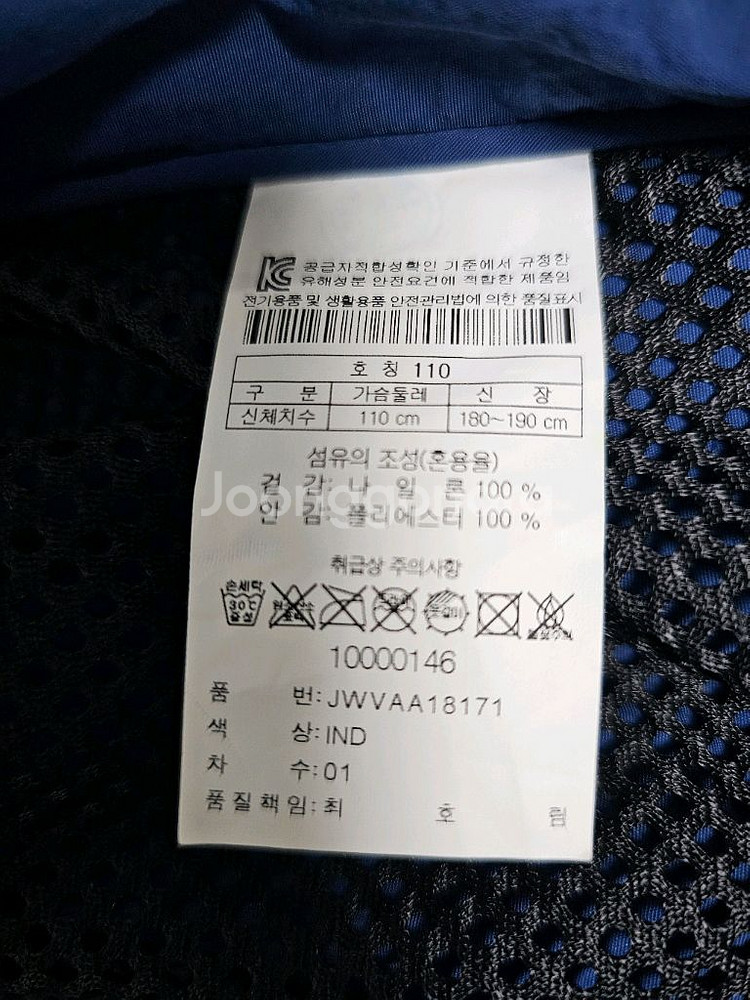 KC 공급자적합성확인 기준에서 규정한
유해성분 안전요건에 적합한 제품임
전기용품 및 생활용품 안전관리법에 의한 품질표시
호 칭 110
구 분 가슴둘레 신 장
신체치수 110 cm 180~190 cm
섬유의 조성(혼용율)
겉 감: 나 일 론 100 %
안 감: 폴리에스터 100 %
취급상 주의사항
손세탁
30℃
10000146
품 번: JWVAA18171
색 상: IND
차 수: 01
품질책임: 최 호 림